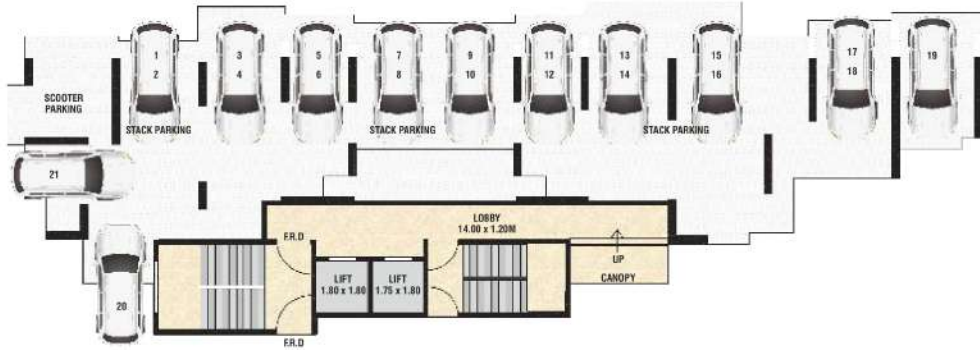 1
2
3
4
5
6
7
8
9
10
11
12
13
14
15
16
17
18
19
SCOOTER
PARKING
STACK PARKING
STACK PARKING
STACK PARKING
21
LOBBY
14.00 x 1.20M
F.R.D
UP
CANOPY
LIFT
1.80 x 1.80
LIFT
1.75 x 1.80
20
F.R.D